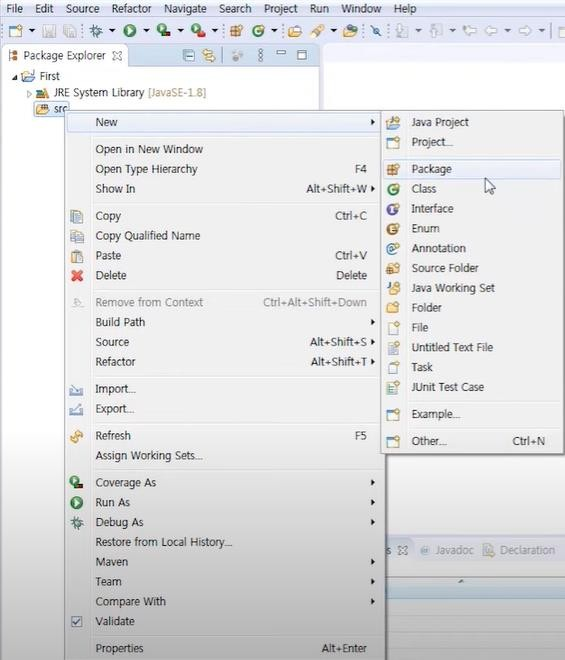 File Edit Source Refactor Navigate Search Project Run Window Help
Package Explorer
First
JRE System Library [JavaSE-1.8]
src
New
Open in New Window
Open Type Hierarchy F4
Show In Alt+Shift+W
Copy Ctrl+C
Copy Qualified Name
Paste Ctrl+V
Delete Delete
Remove from Context Ctrl+Alt+Shift+Down
Build Path
Source Alt+Shift+S
Refactor Alt+Shift+T
Import...
Export...
Refresh F5
Assign Working Sets...
Coverage As
Run As
Debug As
Restore from Local History...
Maven
Team
Compare With
Validate
Properties Alt+Enter
Java Project
Project...
Package
Class
Interface
Enum
Annotation
Source Folder
Java Working Set
Folder
File
Untitled Text File
Task
JUnit Test Case
Example...
Other... Ctrl+N
s @ Javadoc Declaration